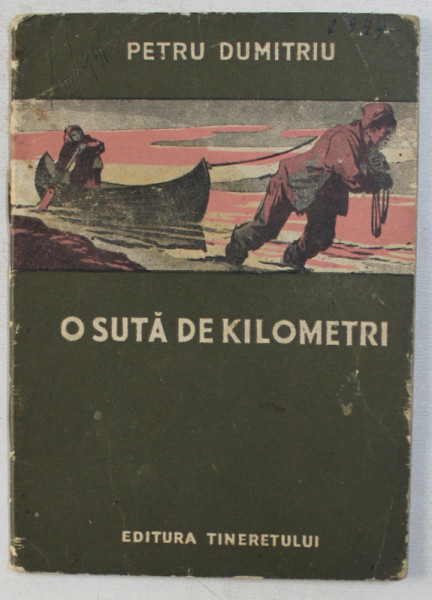 PETRU DUMITRIU
O SUTĂ DE KILOMETRI
EDITURA TINERETULUI